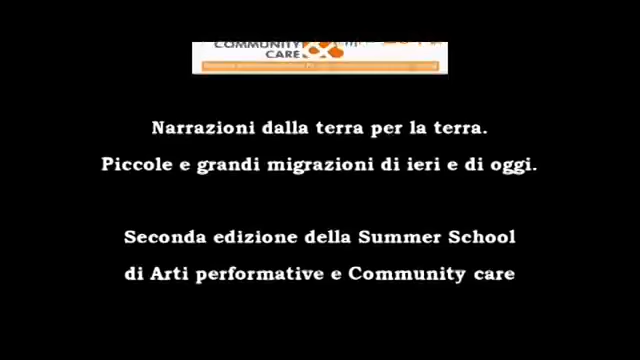 COMMUNITY
CARE
Narrazioni dalla terra per la terra.
Piccole e grandi migrazioni di ieri e di oggi.
Seconda edizione della Summer School
di Arti performative e Community care